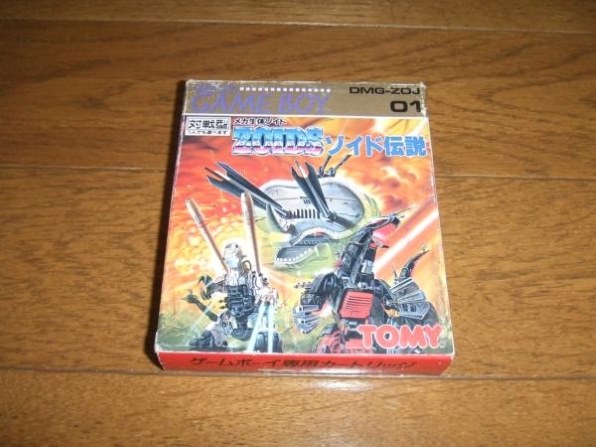 GAME BOY
DMG-ZOJ
01
対戦型
メカ生体ゾイド
ZOIDS ゾイド伝説
TOMY
ゲームボーイ専用カートリッジ